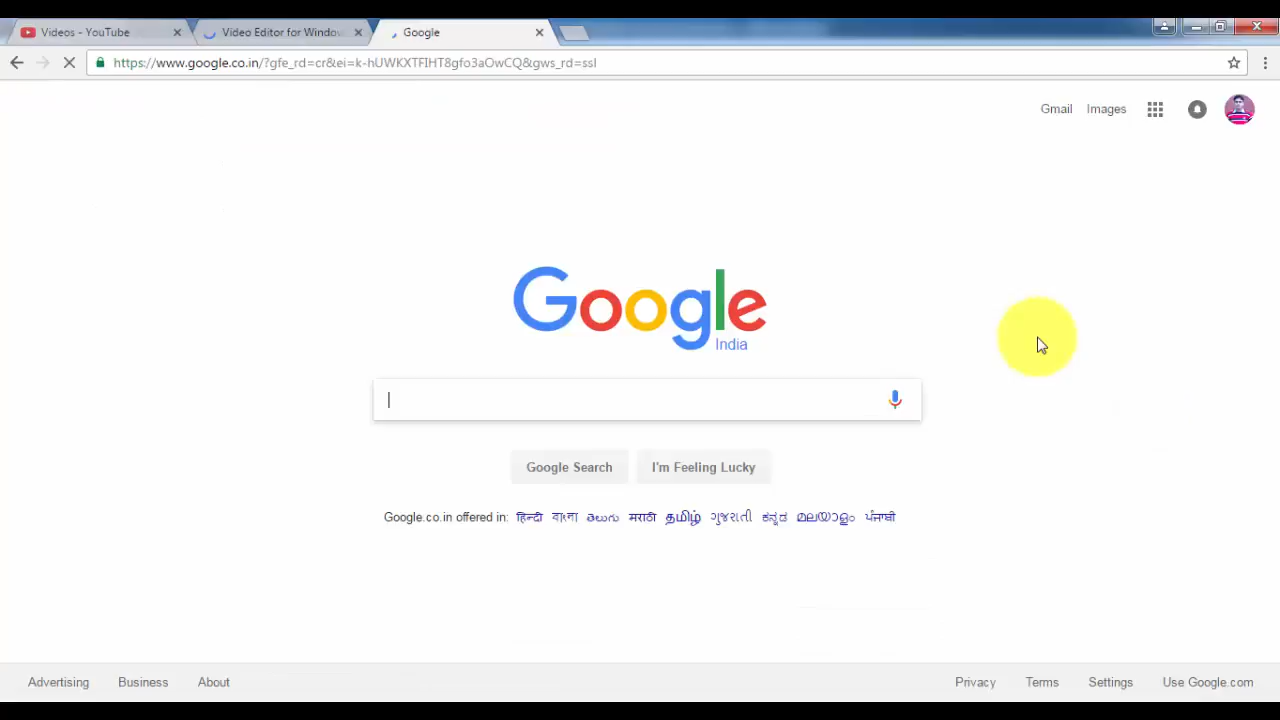 Videos - YouTube
Video Editor for Windo
Google
https://www.google.co.in/?gfe_rd=cr&ei=k-hUWKXTFIHT8gfo3aOwCQ&gws_rd=ssl
Gmail Images
Google
India
Google Search I'm Feeling Lucky
Google.co.in offered in: हिन्दी বাংলা తెలుగు मराठी தமிழ் ગુજરાતી ಕನ್ನಡ മലയാളം ਪੰਜਾਬੀ
Advertising Business About Privacy Terms Settings Use Google.com